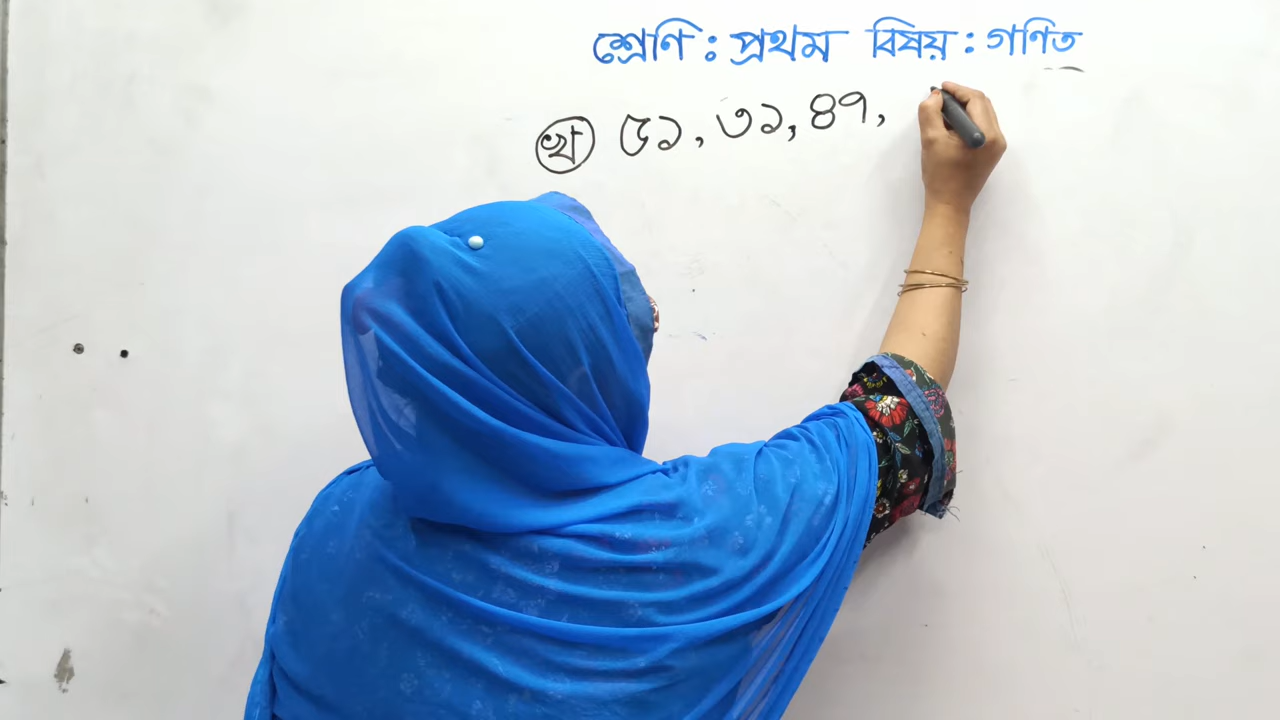 শ্রেণি : প্রথম বিষয় : গণিত
খ ৫১, ৩১, ৪৭,